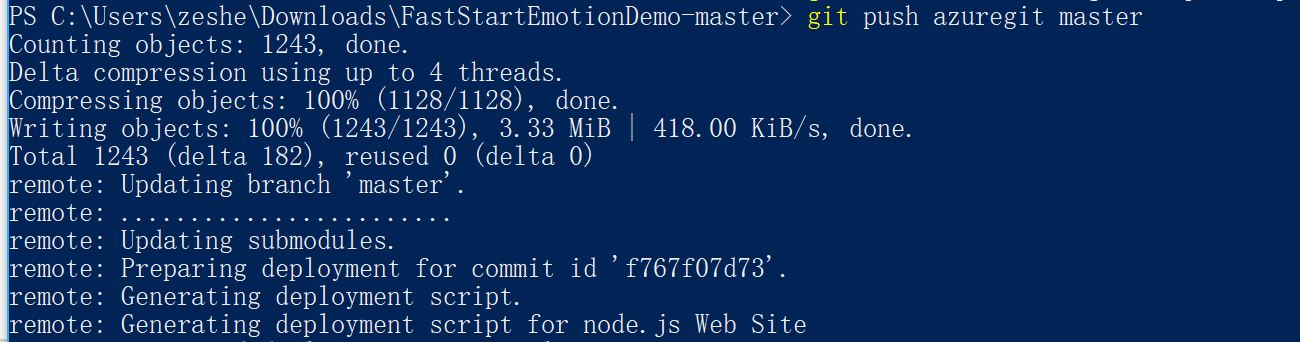 PS C:\Users\zeshe\Downloads\FastStartEmotionDemo-master> git push azuregit master
Counting objects: 1243, done.
Delta compression using up to 4 threads.
Compressing objects: 100% (1128/1128), done.
Writing objects: 100% (1243/1243), 3.33 MiB | 418.00 KiB/s, done.
Total 1243 (delta 182), reused 0 (delta 0)
remote: Updating branch 'master'.
remote: ........................
remote: Updating submodules.
remote: Preparing deployment for commit id 'f767f07d73'.
remote: Generating deployment script.
remote: Generating deployment script for node.js Web Site